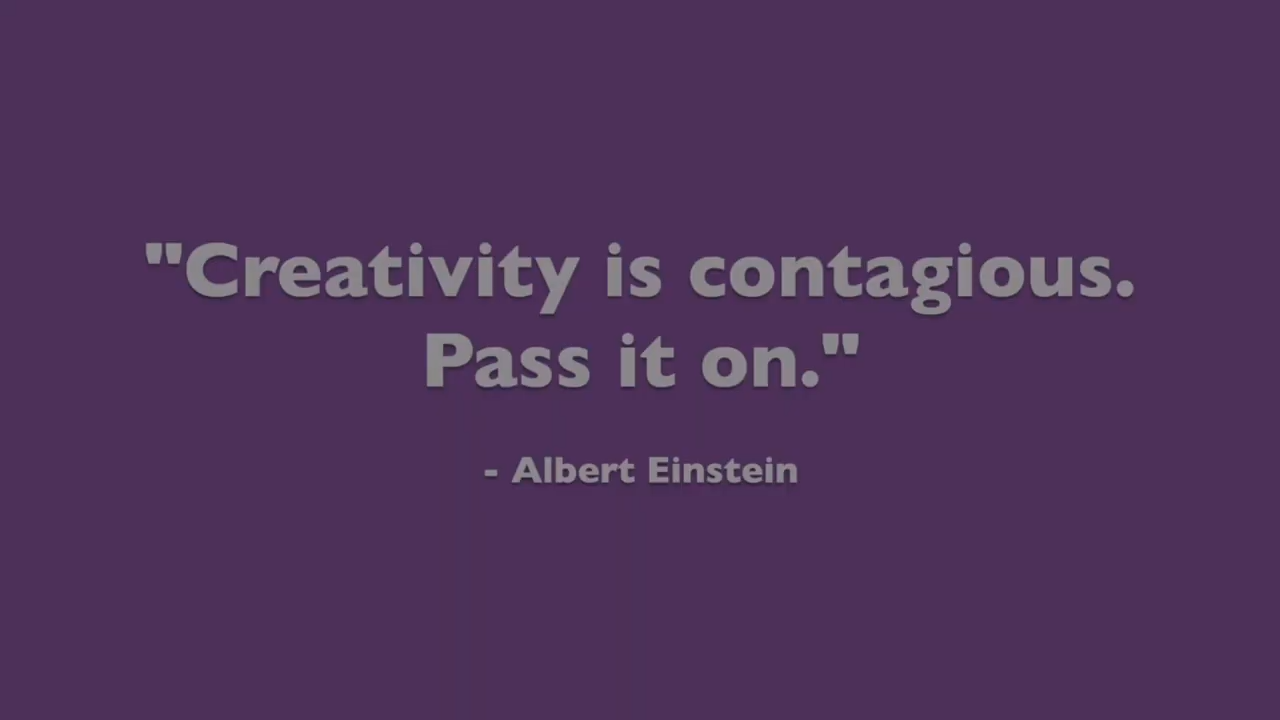 "Creativity is contagious.
Pass it on."
- Albert Einstein